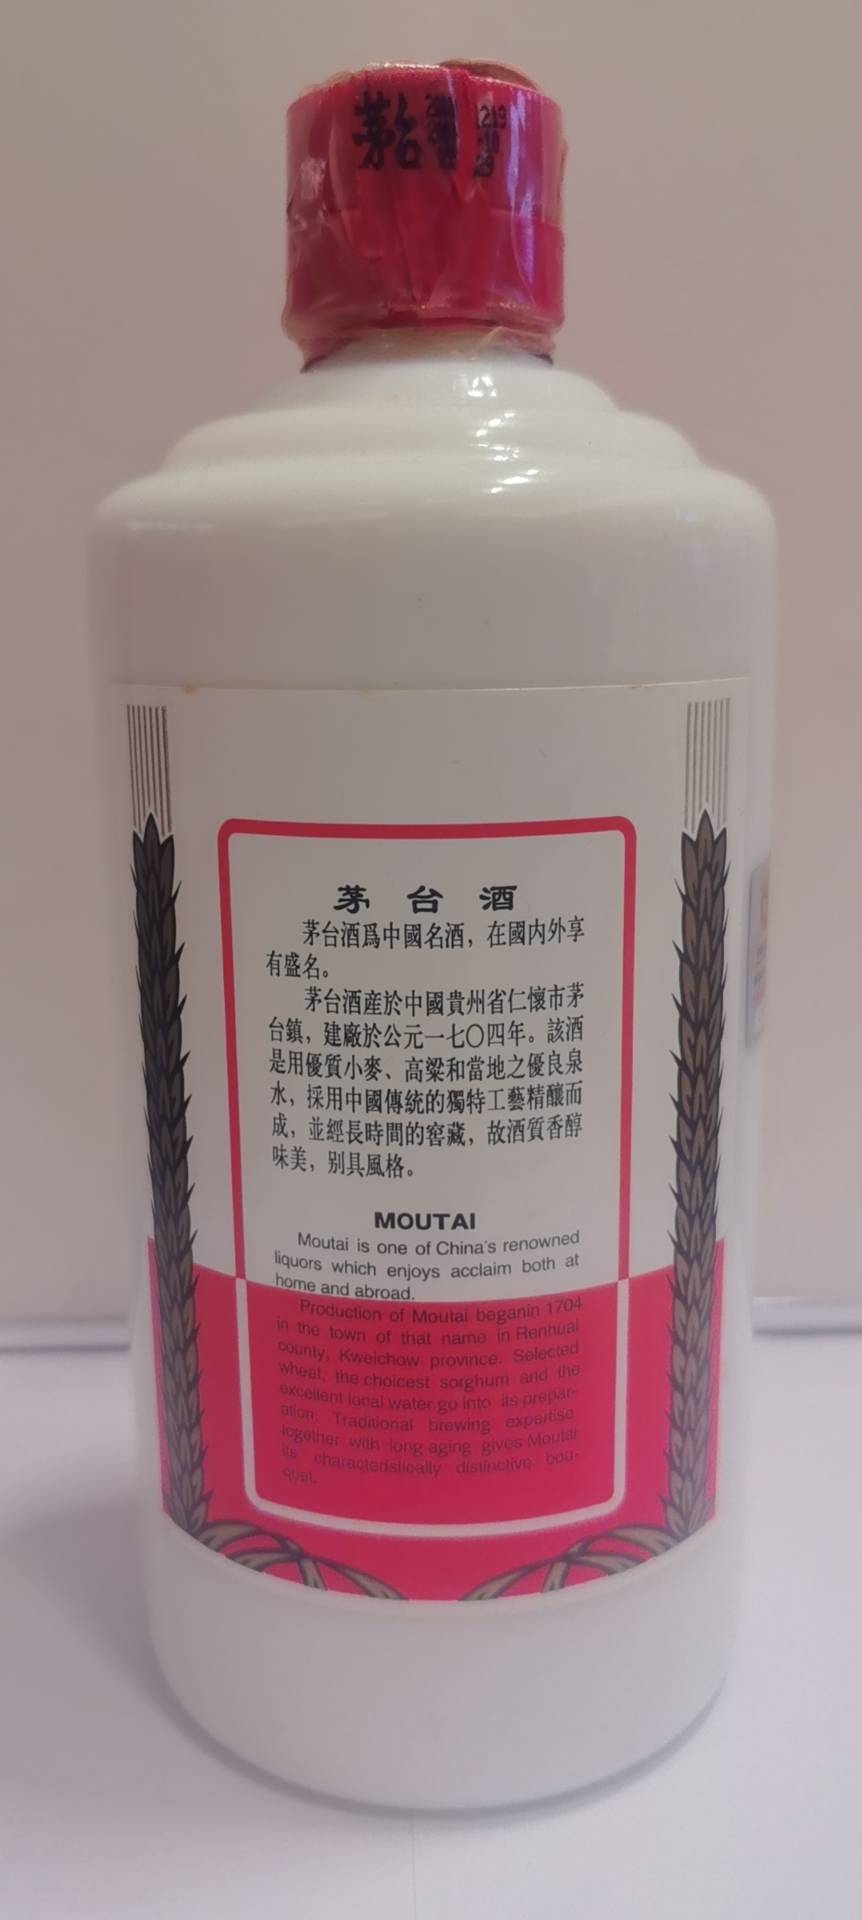 茅台
1219
茅台酒
茅台酒爲中國名酒，在國内外享
有盛名。
茅台酒産於中國貴州省仁懷市茅
台鎮，建廠於公元一七〇四年。該酒
是用優質小麥、高粱和當地之優良泉
水，採用中國傳統的獨特工藝精釀而
成，並經長時間的窖藏，故酒質香醇
味美，别具風格。
MOUTAI
Moutai is one of China's renowned
liquors which enjoys acclaim both at
home and abroad.
Production of Moutai beganin 1704
in the town of that name in Renhuai
county, Kweichow province. Selected
wheat, the choicest sorghum and the
excellent local water go into its prepar-
ation. Traditional brewing expertise
together with long aging gives Moutai
its characteristically distinctive bou-
quet.